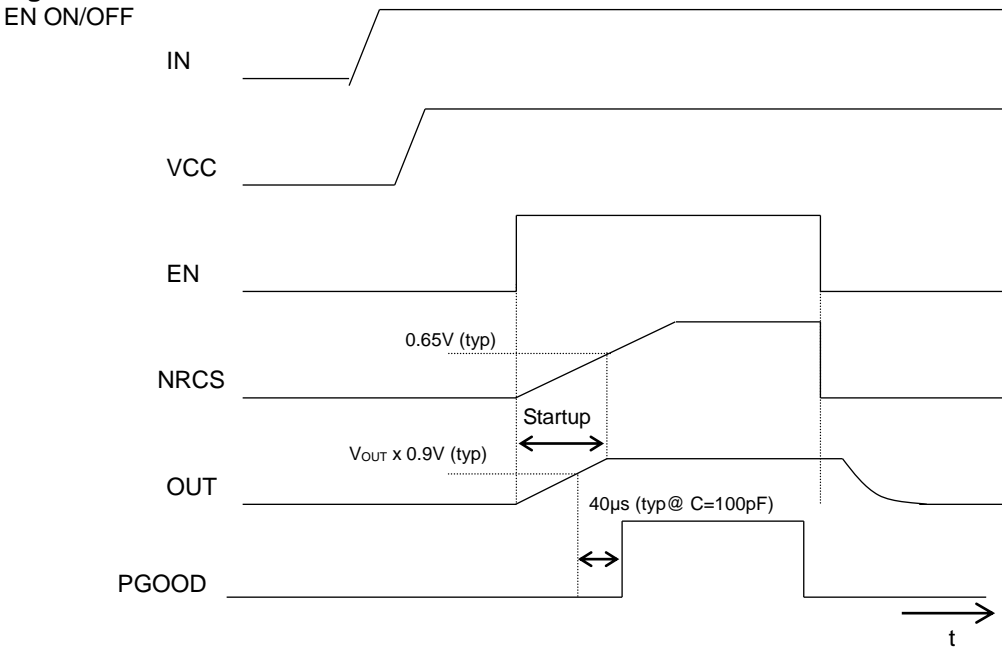 EN ON/OFF
IN
VCC
EN
0.65V (typ)
NRCS
Startup
VOUT x 0.9V (typ)
OUT
40µs (typ@ C=100pF)
PGOOD
t